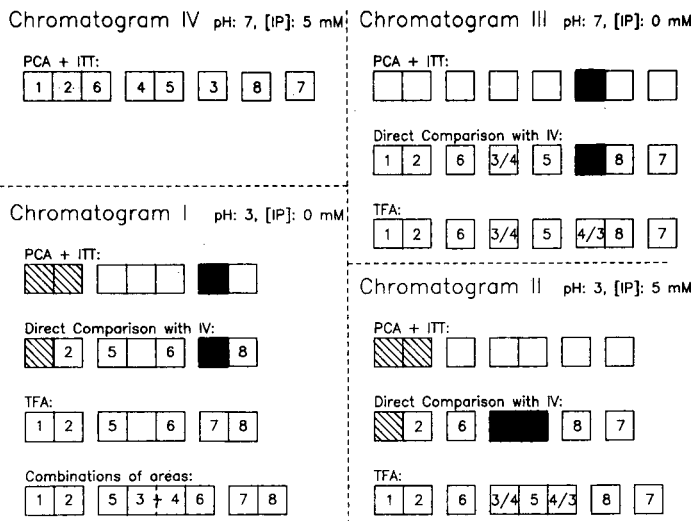 Chromatogram IV pH: 7, [IP]: 5 mM
PCA + ITT:
1 2 6 4 5 3 8 7
Chromatogram III pH: 7, [IP]: 0 mM
PCA + ITT:
Direct Comparison with IV:
1 2 6 3/4 5 8 7
TFA:
1 2 6 3/4 5 4/3 8 7
Chromatogram I pH: 3, [IP]: 0 mM
PCA + ITT:
Direct Comparison with IV:
2 5 6 8
TFA:
1 2 5 6 7 8
Combinations of areas:
1 2 5 3 + 4 6 7 8
Chromatogram II pH: 3, [IP]: 5 mM
PCA + ITT:
Direct Comparison with IV:
2 6 8 7
TFA:
1 2 6 3/4 5 4/3 8 7